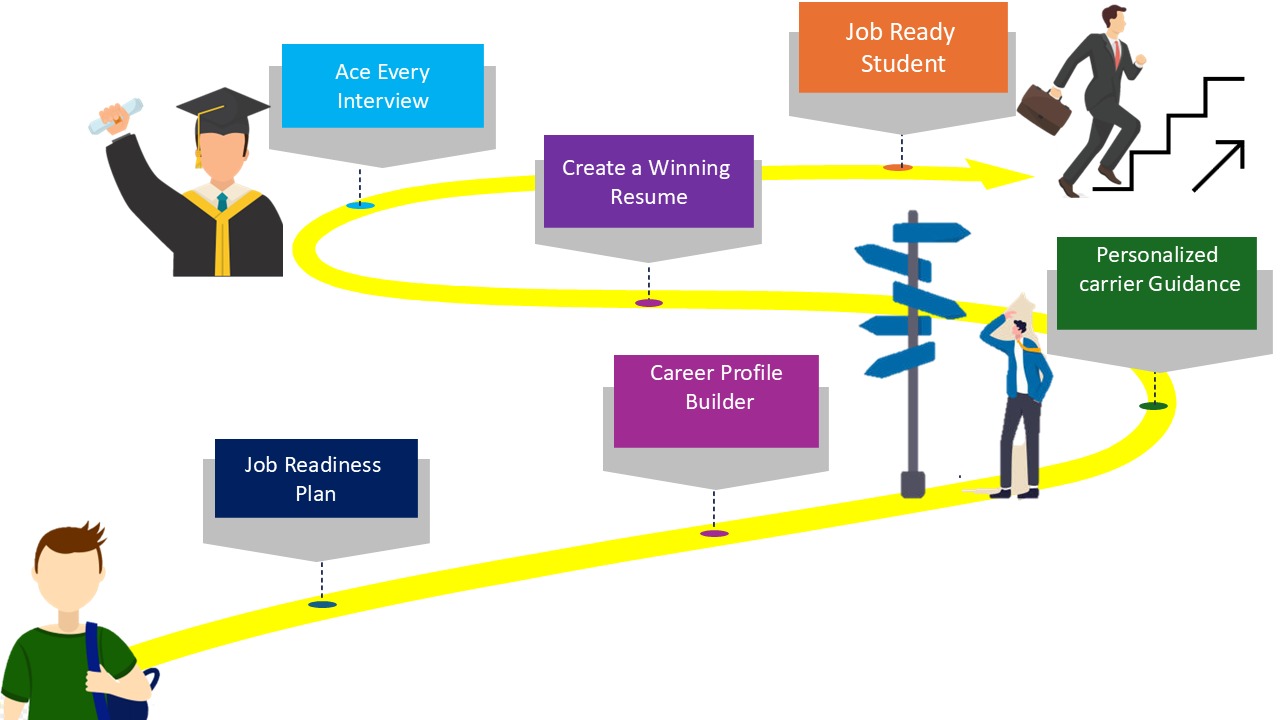 Job Ready
Student
Ace Every
Interview
Create a Winning
Resume
Personalized
carrier Guidance
Career Profile
Builder
Job Readiness
Plan